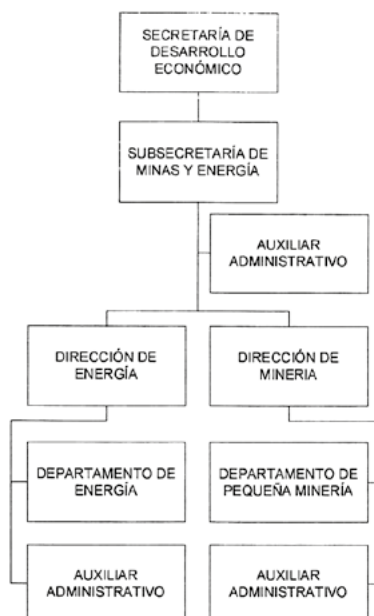 SECRETARÍA DE
DESARROLLO
ECONÓMICO
SUBSECRETARÍA DE
MINAS Y ENERGÍA
AUXILIAR
ADMINISTRATIVO
DIRECCIÓN DE
ENERGÍA
DIRECCIÓN DE
MINERIA
DEPARTAMENTO DE
ENERGÍA
DEPARTAMENTO DE
PEQUEÑA MINERÍA
AUXILIAR
ADMINISTRATIVO
AUXILIAR
ADMINISTRATIVO